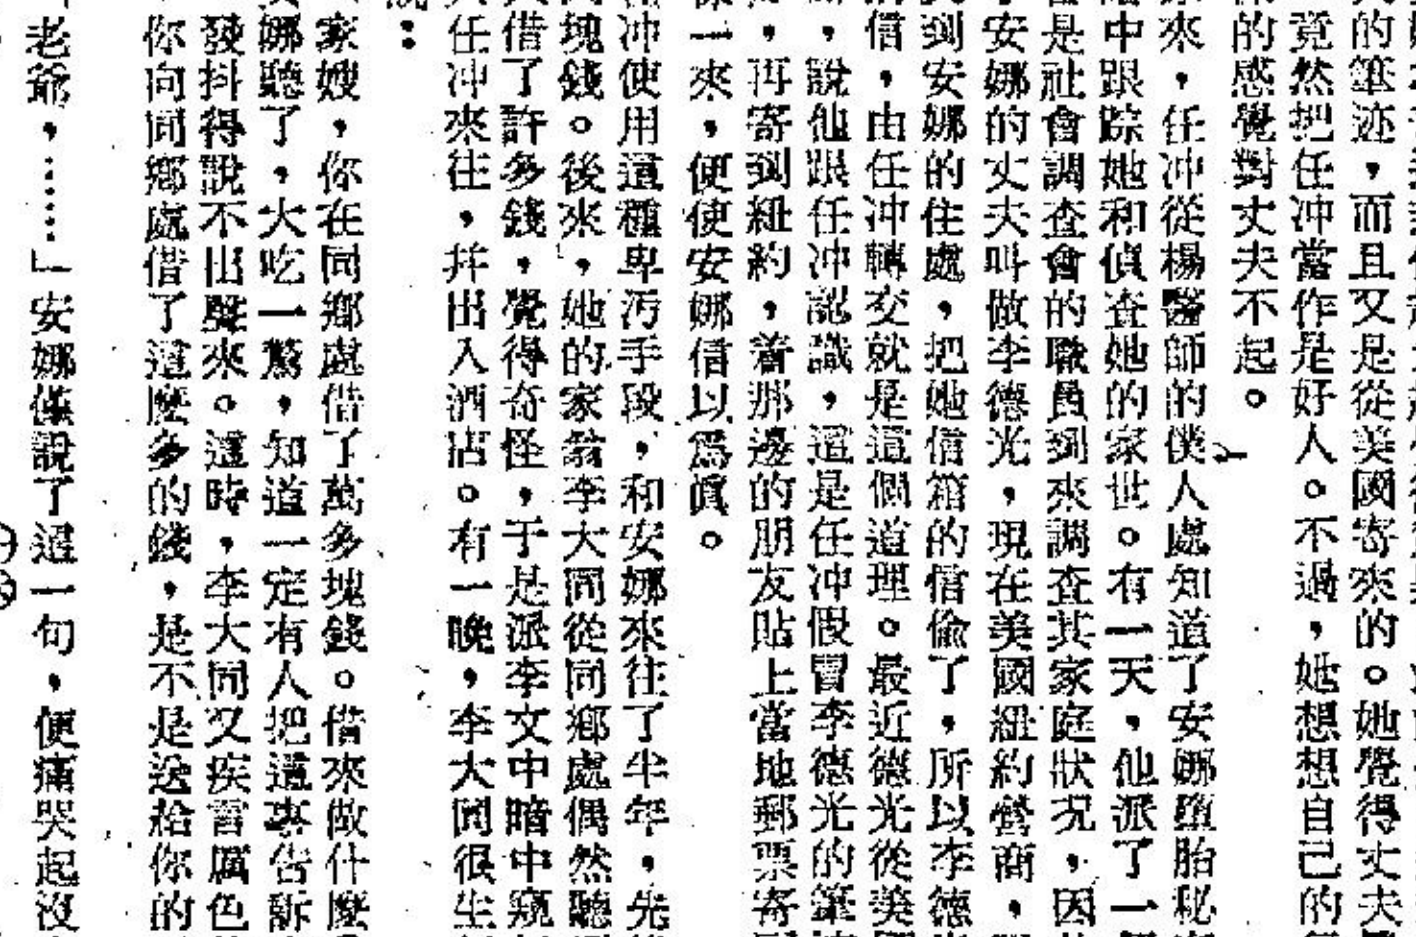 的筆迹，而且又是從美國寄來的。她覺得丈夫
竟然把任冲當作是好人。不過，她想想自己的
的感覺對丈夫不起。
來，任冲從楊醫師的僕人處知道了安娜墮胎秘
中跟踪她和偵查她的家世。有一天，他派了一
是社會調查會的職員到來調查其家庭狀况，因
安娜的丈夫叫做李德光，現在美國紐約營商，
到安娜的住處，把她信箱的信偷了，所以李德
信，由任冲轉交就是這個道理。最近德光從美
，說他跟任冲認識，這是任冲假冒李德光的筆
，再寄到紐約，着那邊的朋友貼上當地郵票寄
一來，便使安娜信以爲眞。
冲使用這種卑污手段，和安娜來往了半年，先
塊錢。後來，她的家翁李大同從同鄉處偶然聽
借了許多錢，覺得奇怪，于是派李文中暗中窺
任冲來往，幷出入酒店。有一晚，李大同很生
：
家嫂，你在同鄉處借了萬多塊錢。借來做什麼
娜聽了，大吃一驚，知道一定有人把這事告訴
發抖得說不出聲來。這時，李大同又疾言厲色
你向同鄉處借了這麼多的錢，是不是送給你的
老爺，……」安娜僅說了這一句，便痛哭起沒